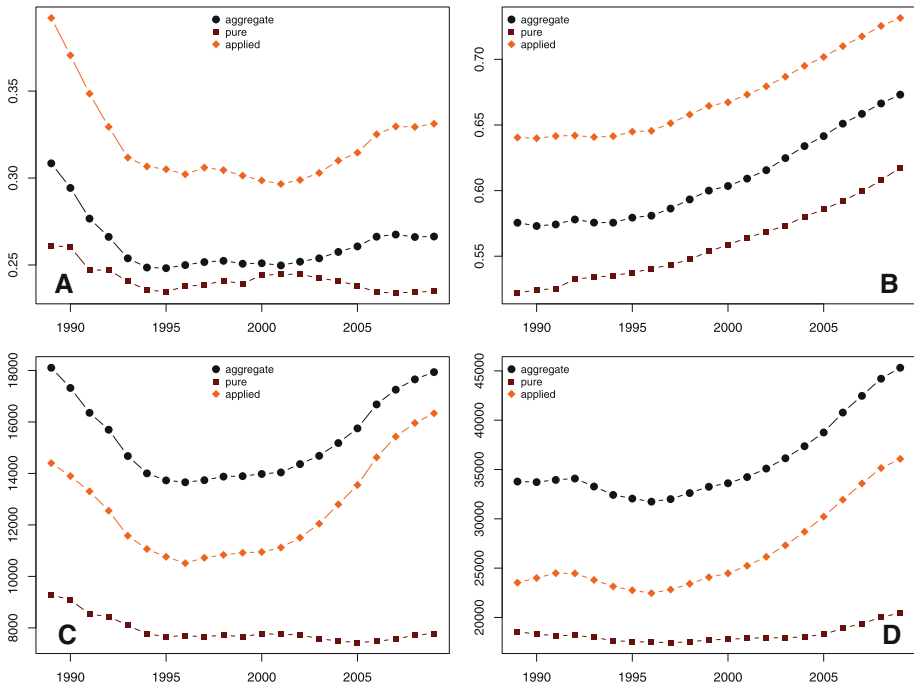 aggregate
pure
applied
0.35
0.30
0.25
A
1990 1995 2000 2005
aggregate
pure
applied
0.70
0.65
0.60
0.55
B
1990 1995 2000 2005
aggregate
pure
applied
18000
16000
14000
12000
10000
8000
C
1990 1995 2000 2005
aggregate
pure
applied
45000
40000
35000
30000
25000
20000
D
1990 1995 2000 2005